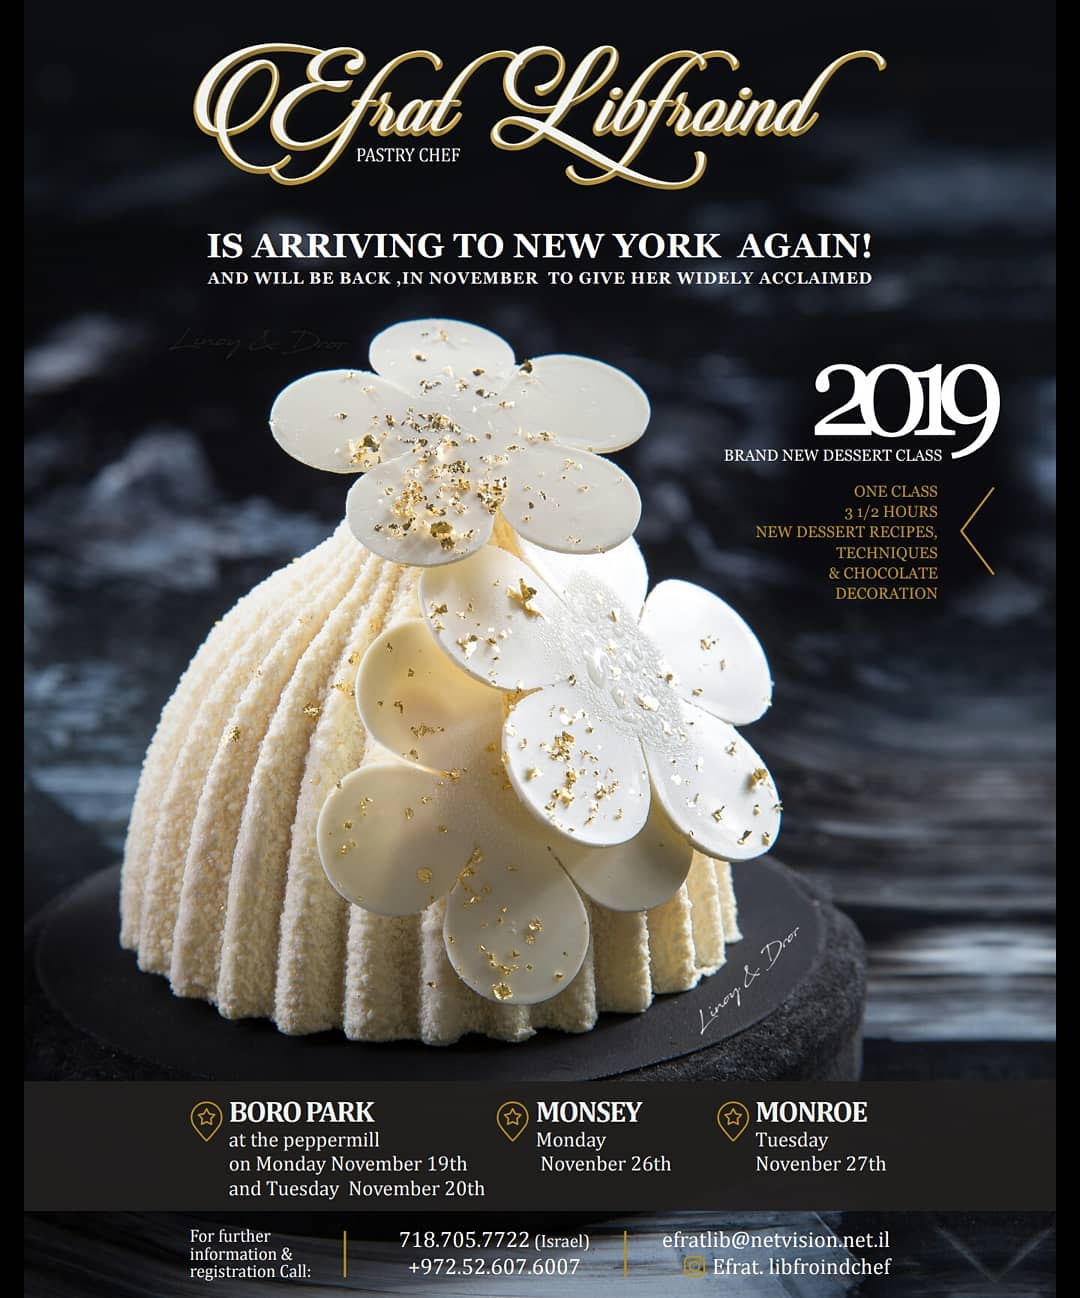 Efrat Libfroind
PASTRY CHEF
IS ARRIVING TO NEW YORK AGAIN!
AND WILL BE BACK ,IN NOVEMBER TO GIVE HER WIDELY ACCLAIMED
Linoy & Dror
2019
BRAND NEW DESSERT CLASS
ONE CLASS
3 1/2 HOURS
NEW DESSERT RECIPES,
TECHNIQUES
& CHOCOLATE
DECORATION
Linoy & Dror
BORO PARK
at the peppermill
on Monday November 19th
and Tuesday November 20th
MONSEY
Monday
Novenber 26th
MONROE
Tuesday
Novenber 27th
For further
information &
registration Call:
718.705.7722 (Israel)
+972.52.607.6007
efratlib@netvision.net.il
Efrat. libfroindchef